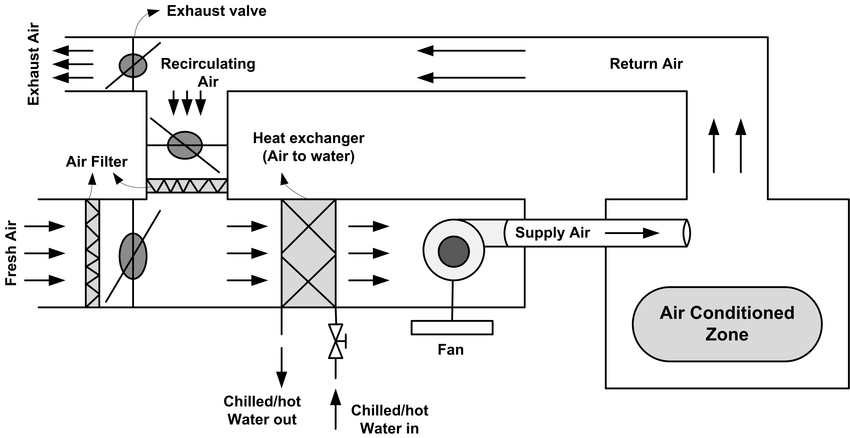 Exhaust valve
Exhaust Air
Recirculating
Air
Return Air
Air Filter
Heat exchanger
(Air to water)
Fresh Air
Supply Air
Air Conditioned
Zone
Fan
Chilled/hot
Water out
Chilled/hot
Water in